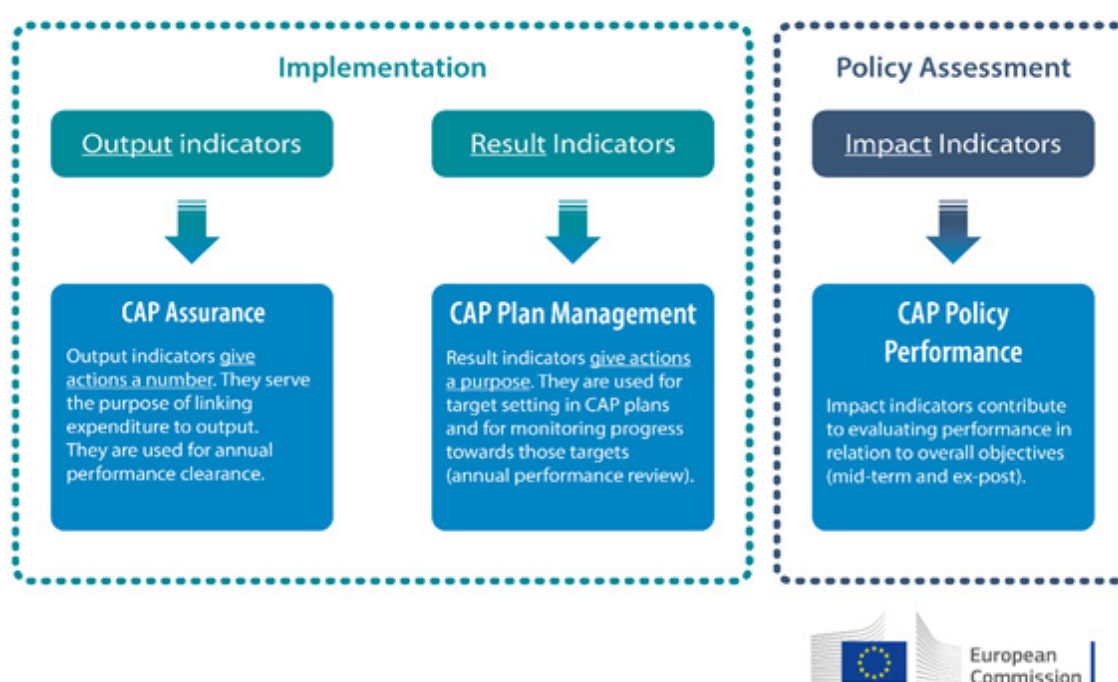 Implementation
Output indicators
CAP Assurance
Output indicators give
actions a number. They serve
the purpose of linking
expenditure to output.
They are used for annual
performance clearance.
Result Indicators
CAP Plan Management
Result indicators give actions
a purpose. They are used for
target setting in CAP plans
and for monitoring progress
towards those targets
(annual performance review).
Policy Assessment
Impact Indicators
CAP Policy
Performance
Impact indicators contribute
to evaluating performance in
relation to overall objectives
(mid-term and ex-post).
European
Commission